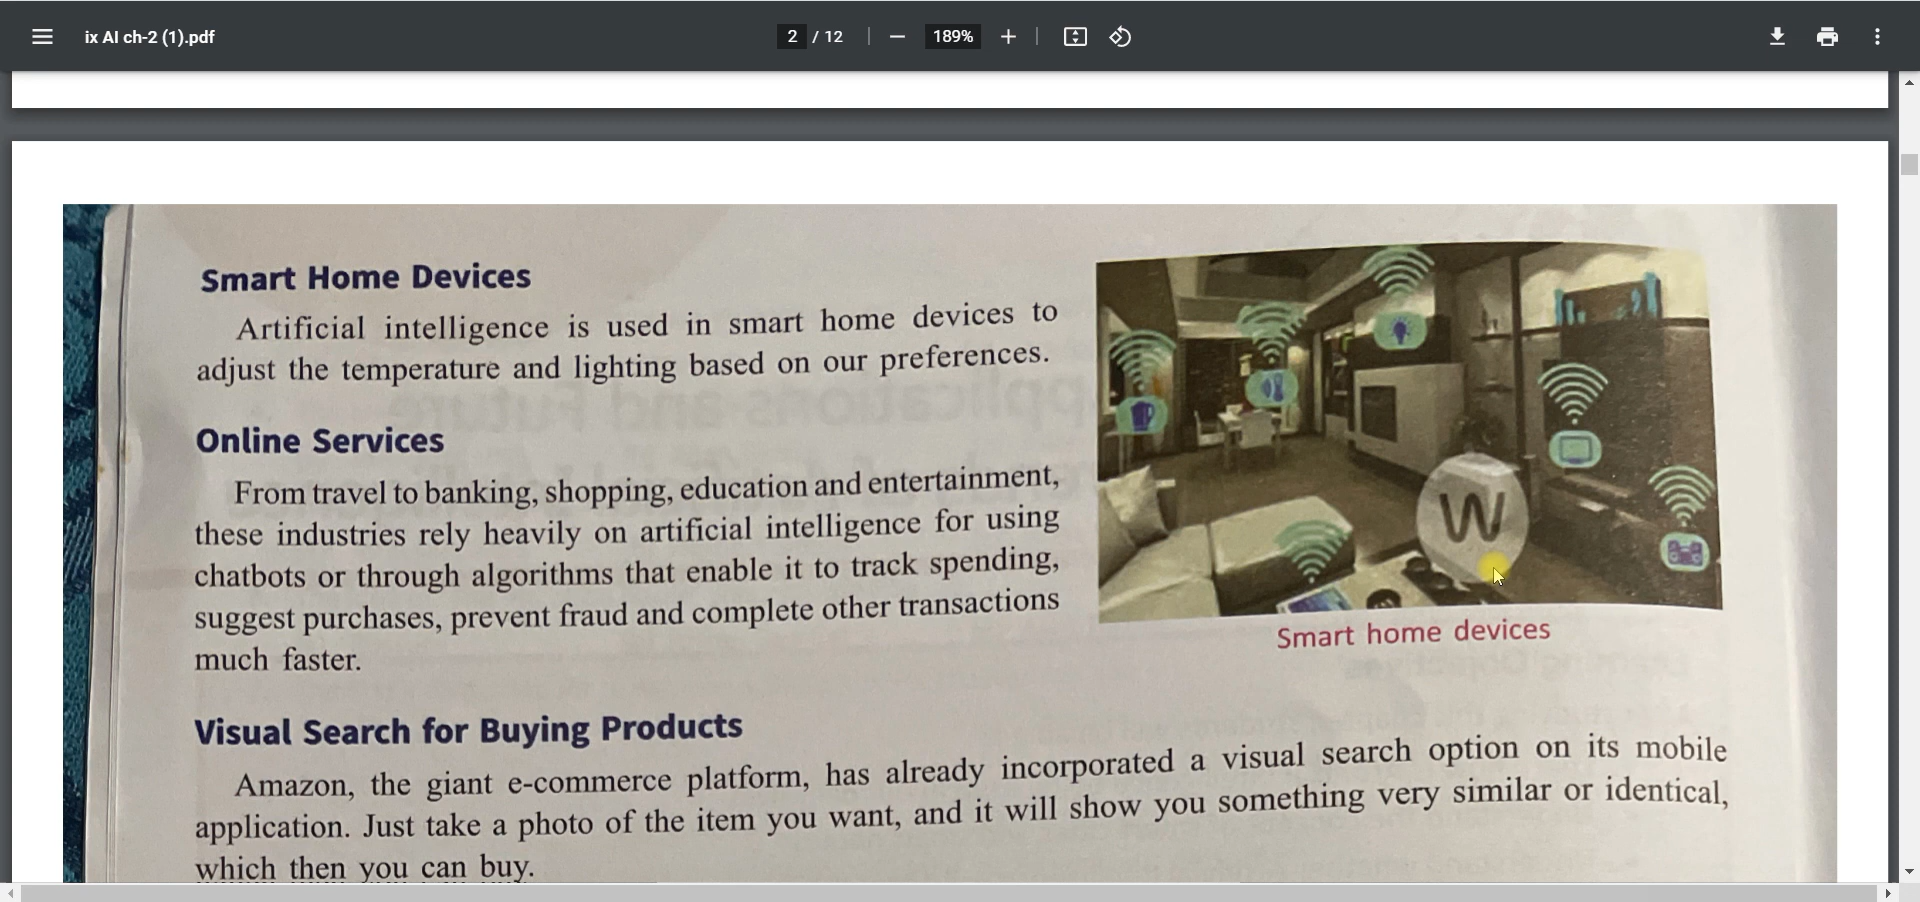 ix AI ch-2 (1).pdf
2 / 12
189%
Smart Home Devices
Artificial intelligence is used in smart home devices to
adjust the temperature and lighting based on our preferences.
Online Services
From travel to banking, shopping, education and entertainment,
these industries rely heavily on artificial intelligence for using
chatbots or through algorithms that enable it to track spending,
suggest purchases, prevent fraud and complete other transactions
much faster.
W
Smart home devices
Visual Search for Buying Products
Amazon, the giant e-commerce platform, has already incorporated a visual search option on its mobile
application. Just take a photo of the item you want, and it will show you something very similar or identical,
which then you can buy.